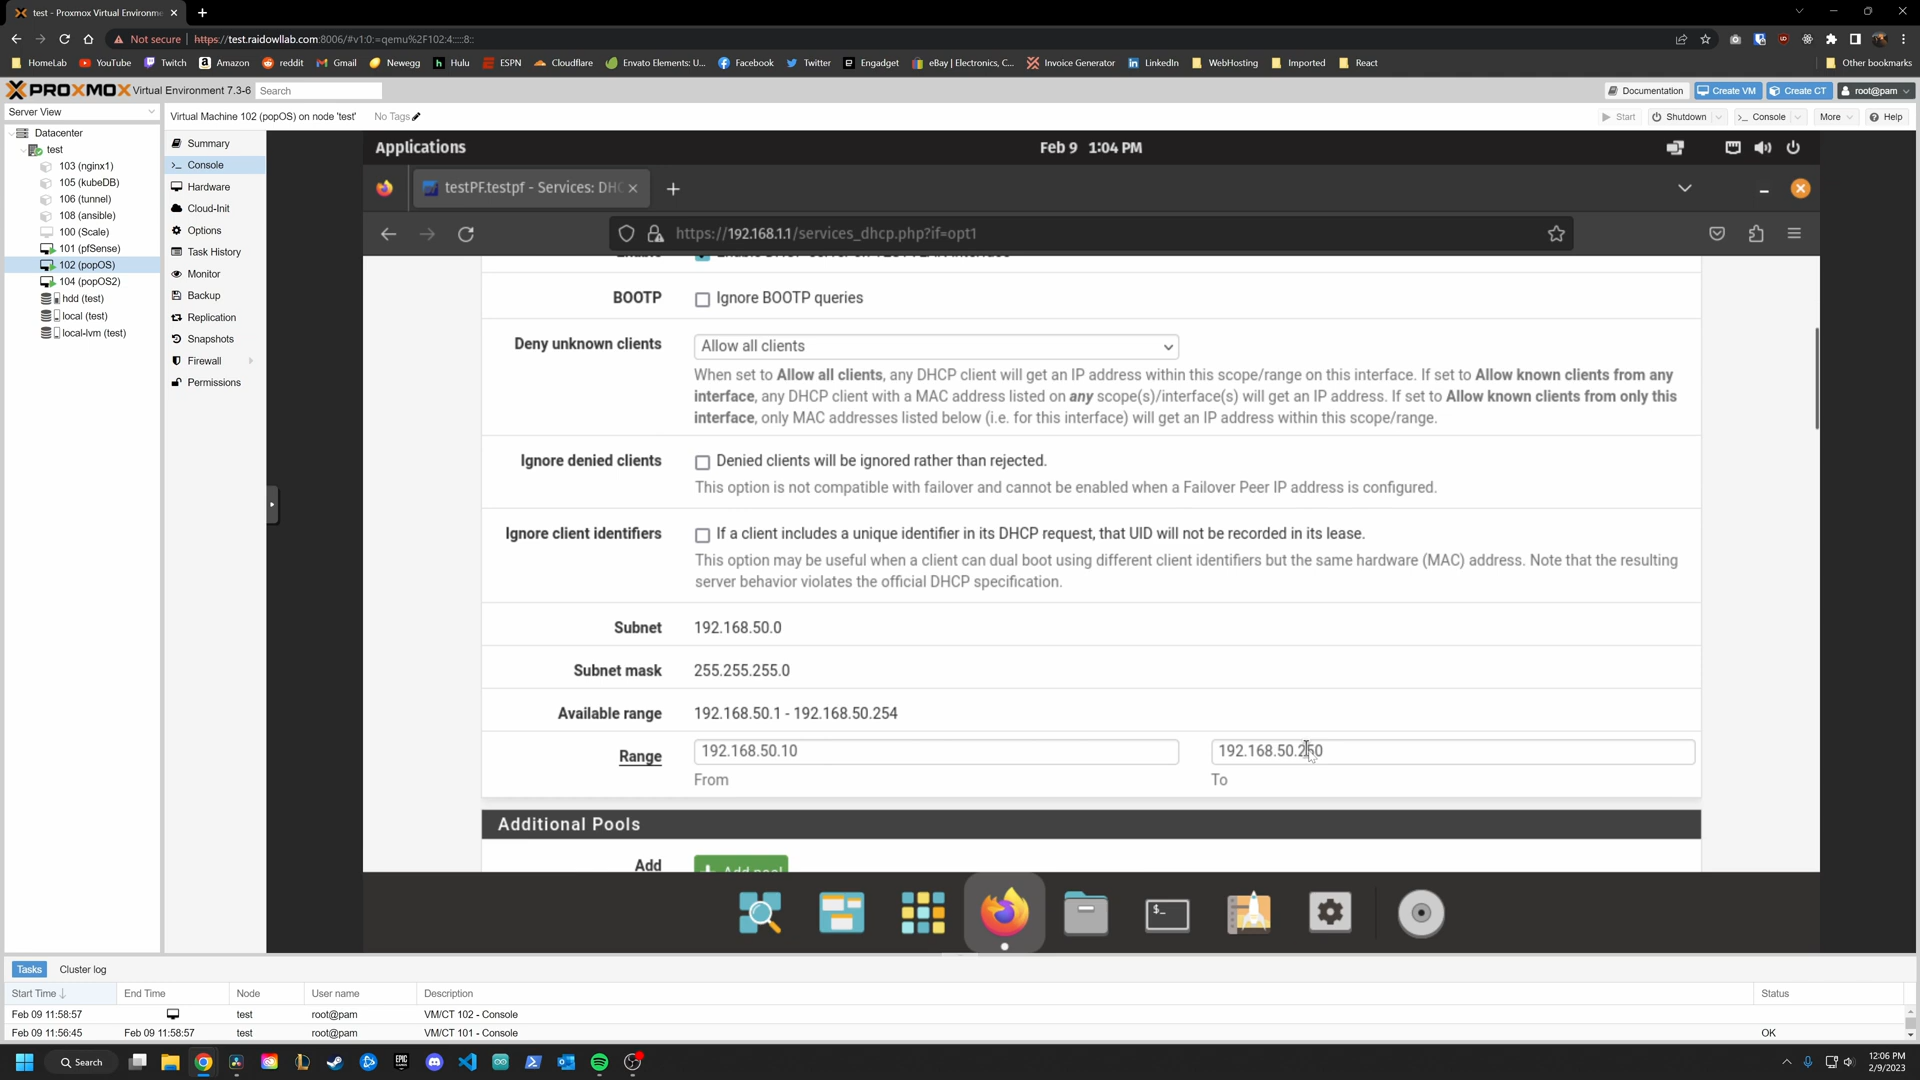 test - Proxmox Virtual Environme
Not secure
https://test.raidowllab.com:8006/#v1:0:=qemu%2F102:4:::::8::
HomeLab
YouTube
Twitch
Amazon
reddit
Gmail
Newegg
Hulu
ESPN
Cloudflare
Envato Elements: U...
Facebook
Twitter
Engadget
eBay | Electronics, C...
Invoice Generator
LinkedIn
WebHosting
Imported
React
Other bookmarks
PROXMOX Virtual Environment 7.3-6
Search
Documentation
Create VM
Create CT
root@pam
Server View
Virtual Machine 102 (popOS) on node 'test'
No Tags
Start
Shutdown
Console
More
Help
Datacenter
test
103 (nginx1)
105 (kubeDB)
106 (tunnel)
108 (ansible)
100 (Scale)
101 (pfSense)
102 (popOS)
104 (popOS2)
hdd (test)
local (test)
local-lvm (test)
Summary
Console
Hardware
Cloud-Init
Options
Task History
Monitor
Backup
Replication
Snapshots
Firewall
Permissions
Applications
Feb 9 1:04 PM
testPF.testpf - Services: DHC
https://192.168.1.1/services_dhcp.php?if=opt1
BOOTP
Ignore BOOTP queries
Deny unknown clients
Allow all clients
When set to Allow all clients, any DHCP client will get an IP address within this scope/range on this interface. If set to Allow known clients from any
interface, any DHCP client with a MAC address listed on any scope(s)/interface(s) will get an IP address. If set to Allow known clients from only this
interface, only MAC addresses listed below (i.e. for this interface) will get an IP address within this scope/range.
Ignore denied clients
Denied clients will be ignored rather than rejected.
This option is not compatible with failover and cannot be enabled when a Failover Peer IP address is configured.
Ignore client identifiers
If a client includes a unique identifier in its DHCP request, that UID will not be recorded in its lease.
This option may be useful when a client can dual boot using different client identifiers but the same hardware (MAC) address. Note that the resulting
server behavior violates the official DHCP specification.
Subnet
192.168.50.0
Subnet mask
255.255.255.0
Available range
192.168.50.1 - 192.168.50.254
Range
192.168.50.10
192.168.50.250
From
To
Additional Pools
Add
Add pool
Tasks
Cluster log
Start Time
End Time
Node
User name
Description
Status
Feb 09 11:58:57
test
root@pam
VM/CT 102 - Console
Feb 09 11:56:45
Feb 09 11:58:57
test
root@pam
VM/CT 101 - Console
OK
Search
EPIC
12:06 PM
2/9/2023